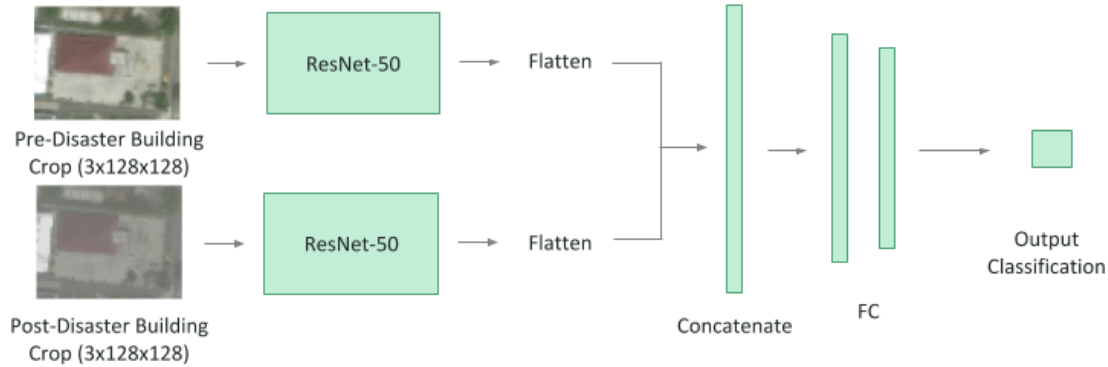 ResNet-50
Flatten
Pre-Disaster Building
Crop (3x128x128)
ResNet-50
Flatten
Post-Disaster Building
Crop (3x128x128)
Concatenate
FC
Output
Classification